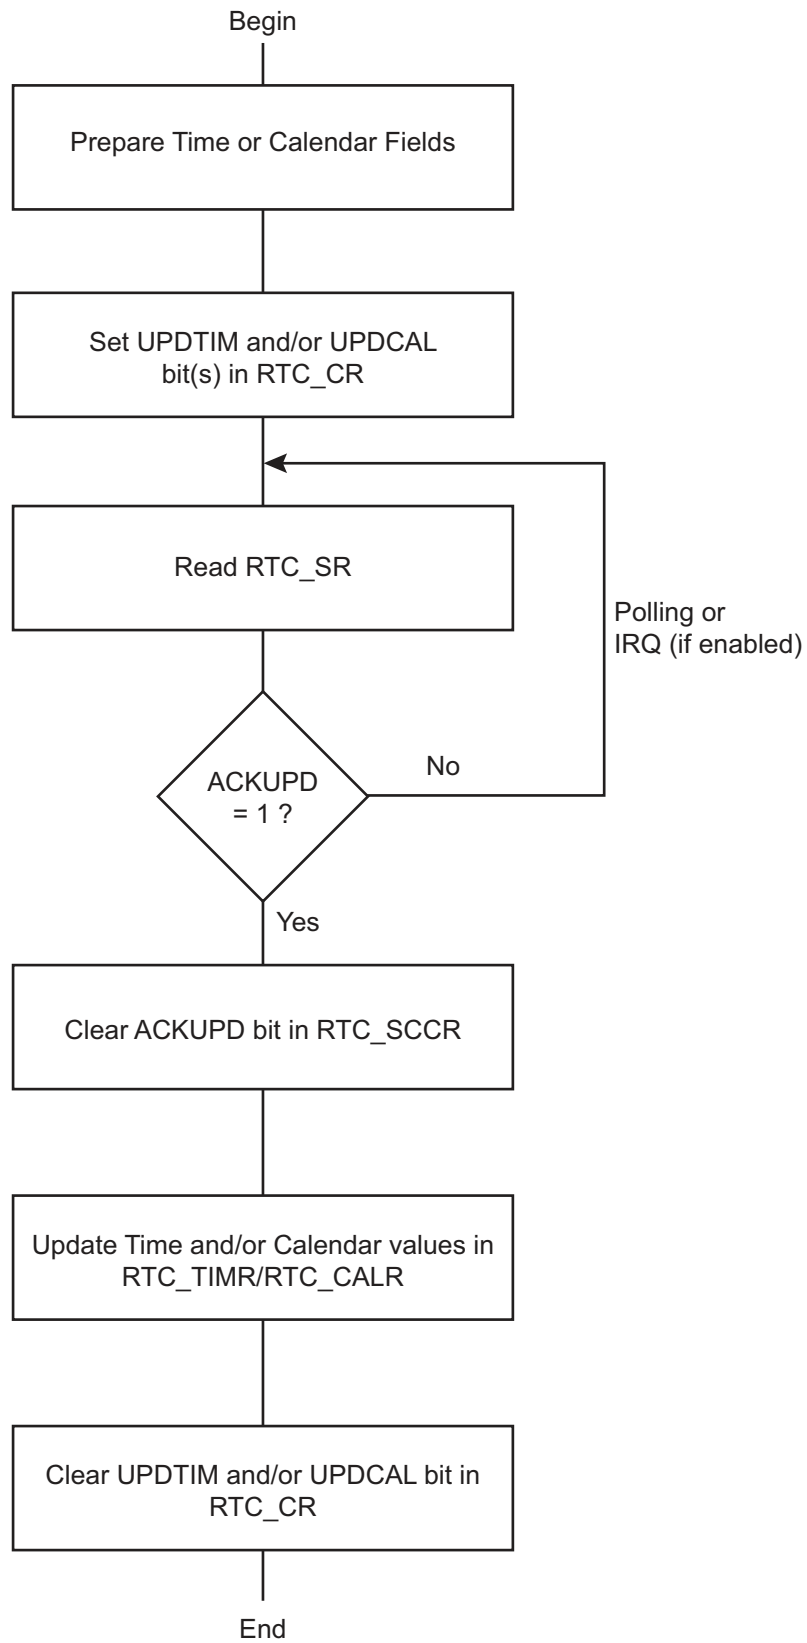 Begin
Prepare Time or Calendar Fields
Set UPDTIM and/or UPDCAL
bit(s) in RTC_CR
Read RTC_SR
Polling or
IRQ (if enabled)
ACKUPD
= 1 ?
No
Yes
Clear ACKUPD bit in RTC_SCCR
Update Time and/or Calendar values in
RTC_TIMR/RTC_CALR
Clear UPDTIM and/or UPDCAL bit in
RTC_CR
End